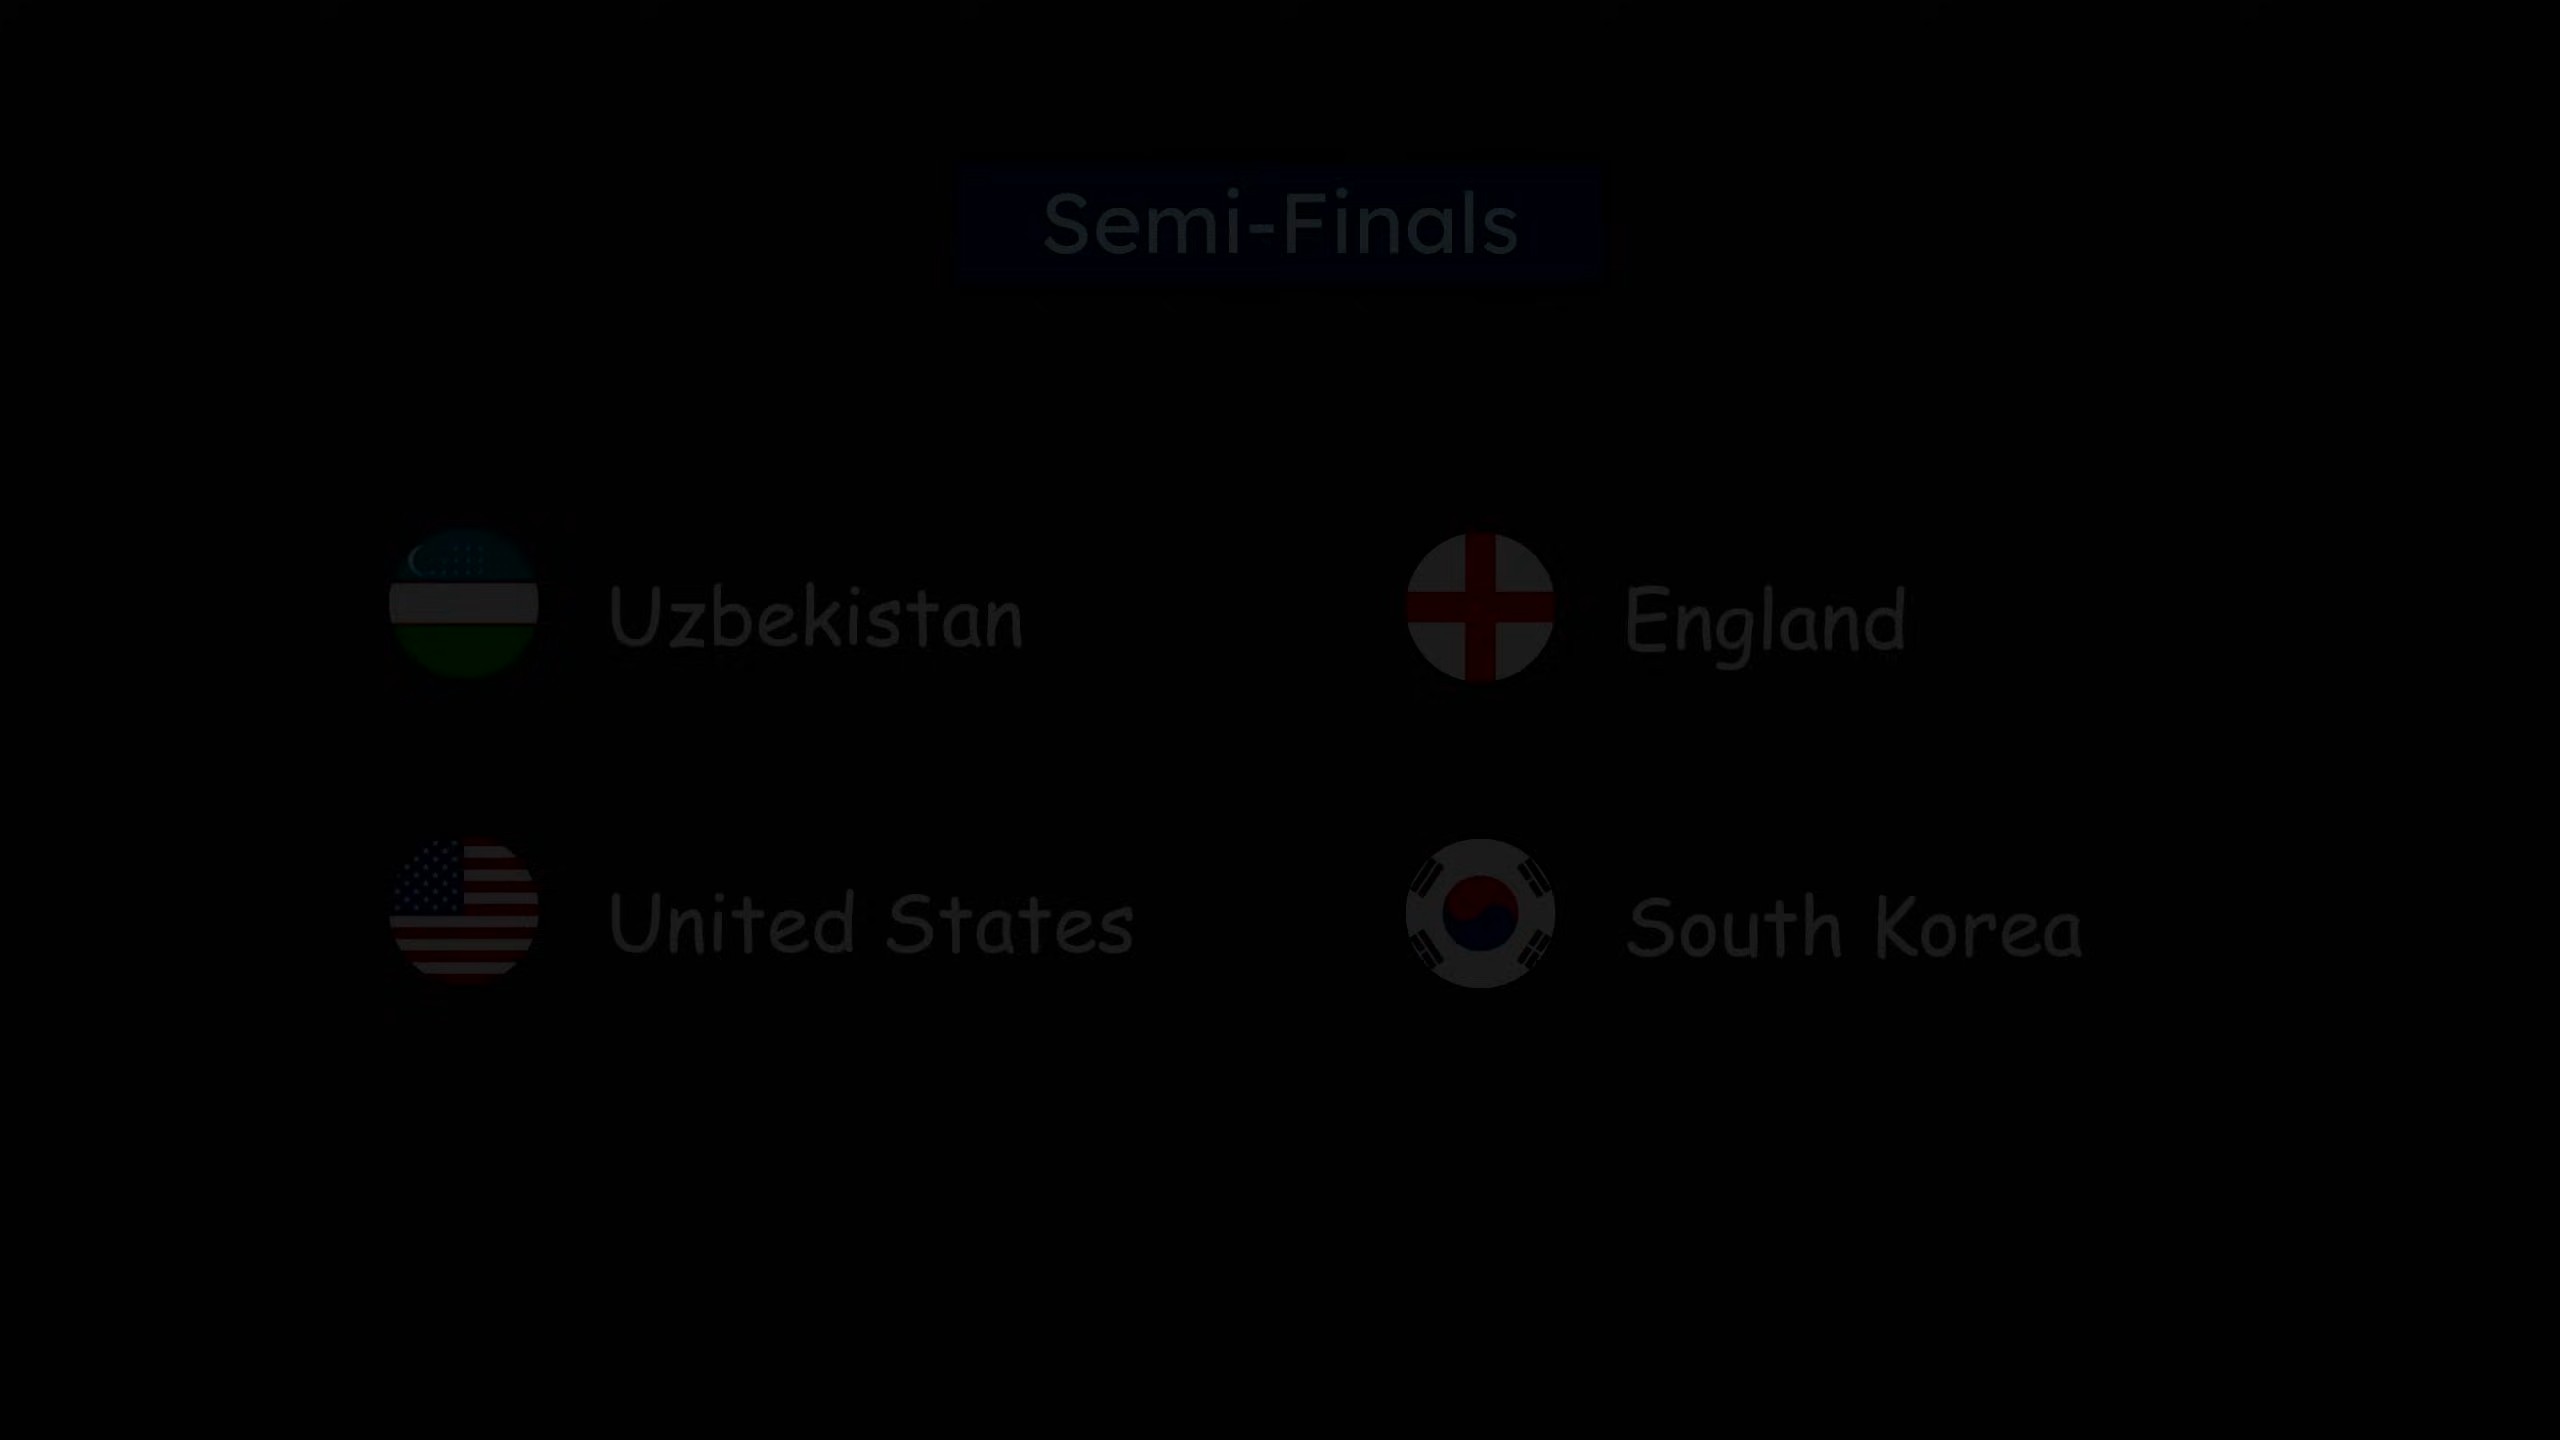 Semi-Finals
Uzbekistan
England
United States
South Korea